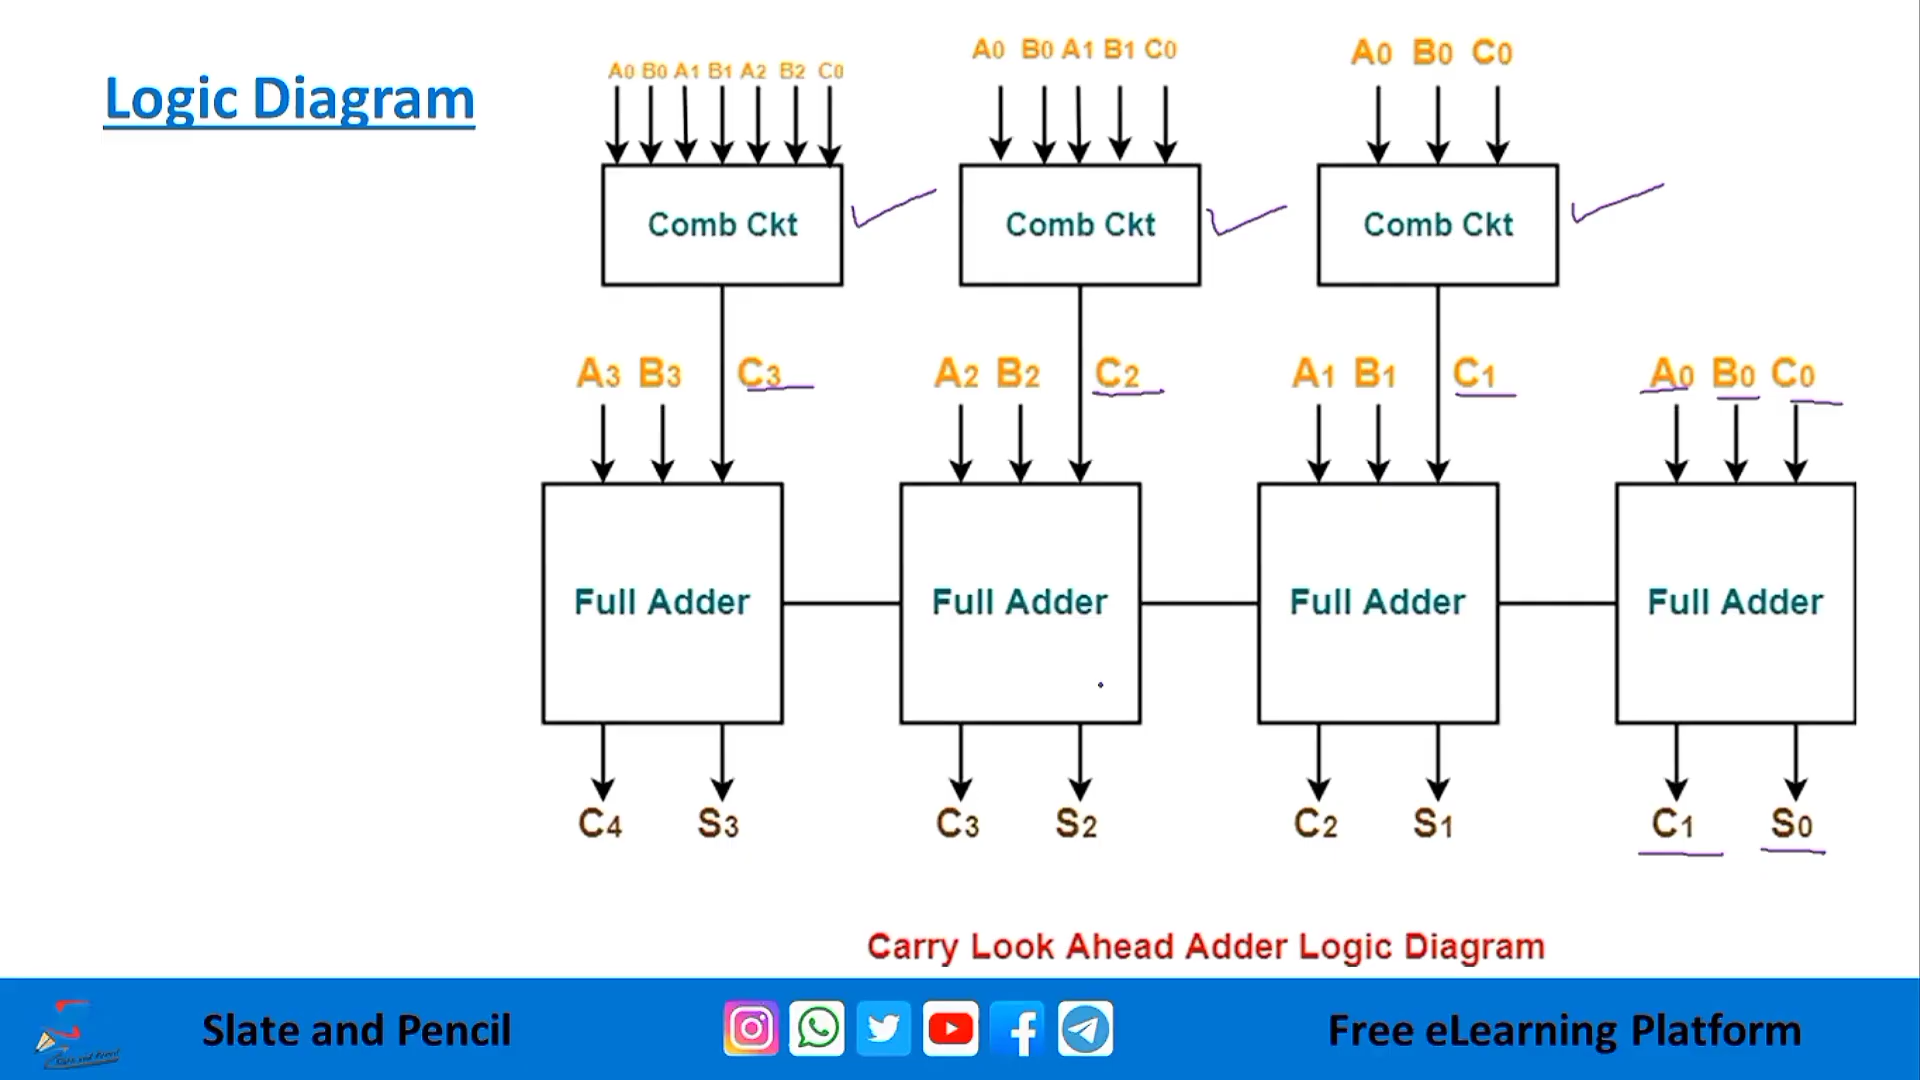 Logic Diagram
A0 B0 A1 B1 A2 B2 C0
A0 B0 A1 B1 C0
A0 B0 C0
Comb Ckt
Comb Ckt
Comb Ckt
A3 B3 C3
A2 B2 C2
A1 B1 C1
A0 B0 C0
Full Adder
Full Adder
Full Adder
Full Adder
C4 S3
C3 S2
C2 S1
C1 S0
Carry Look Ahead Adder Logic Diagram
Slate and Pencil
Slate and Pencil
Free eLearning Platform